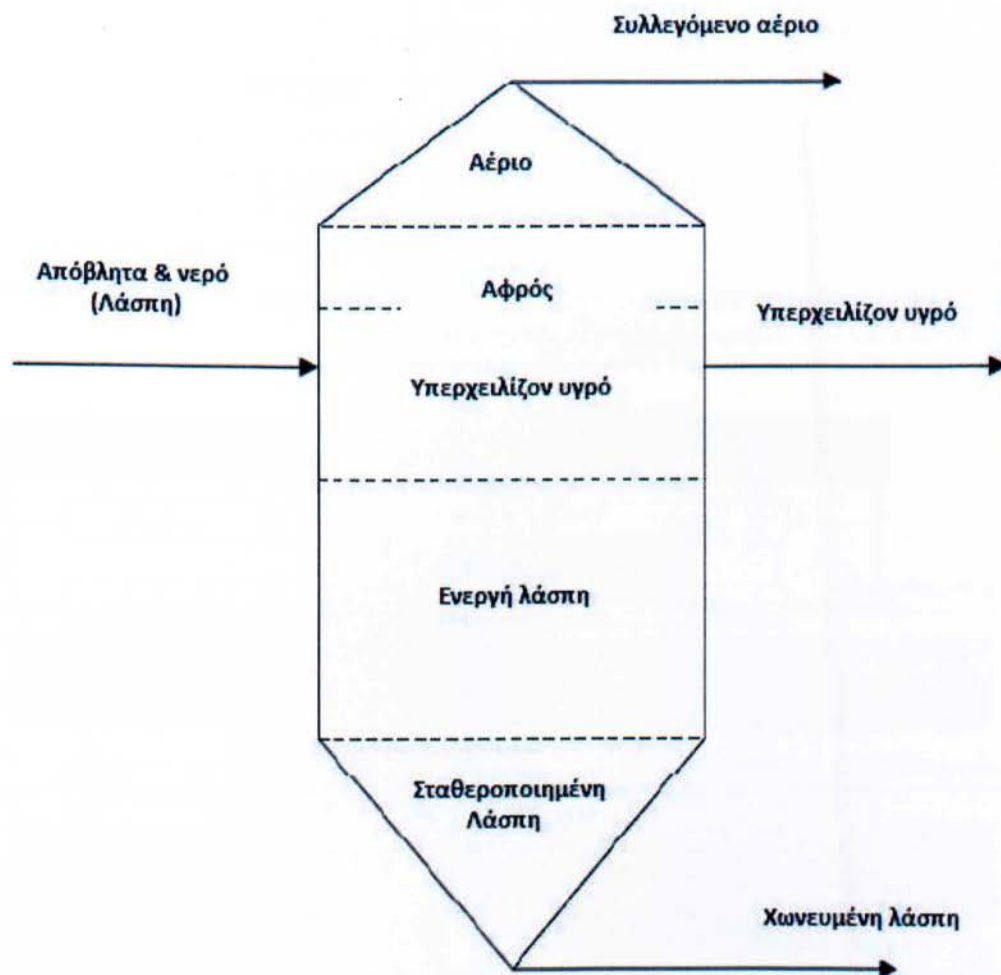 Συλλεγόμενο αέριο
Αέριο
Απόβλητα & νερό
(Λάσπη)
Αφρός
Υπερχειλίζον υγρό
Υπερχειλίζον υγρό
Ενεργή λάσπη
Σταθεροποιημένη
Λάσπη
Χωνευμένη λάσπη